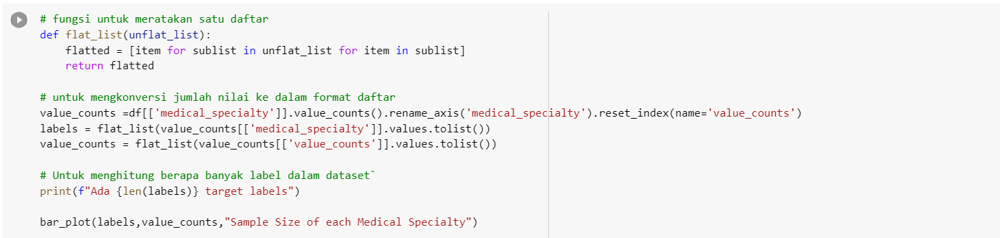 # fungsi untuk meratakan satu daftar
def flat_list(unflat_list):
    flatted = [item for sublist in unflat_list for item in sublist]
    return flatted
# untuk mengkonversi jumlah nilai ke dalam format daftar
value_counts =df[['medical_specialty']].value_counts().rename_axis('medical_specialty').reset_index(name='value_counts')
labels = flat_list(value_counts[['medical_specialty']].values.tolist())
value_counts = flat_list(value_counts[['value_counts']].values.tolist())
# Untuk menghitung berapa banyak label dalam dataset`
print(f"Ada {len(labels)} target labels")
bar_plot(labels,value_counts,"Sample Size of each Medical Specialty")